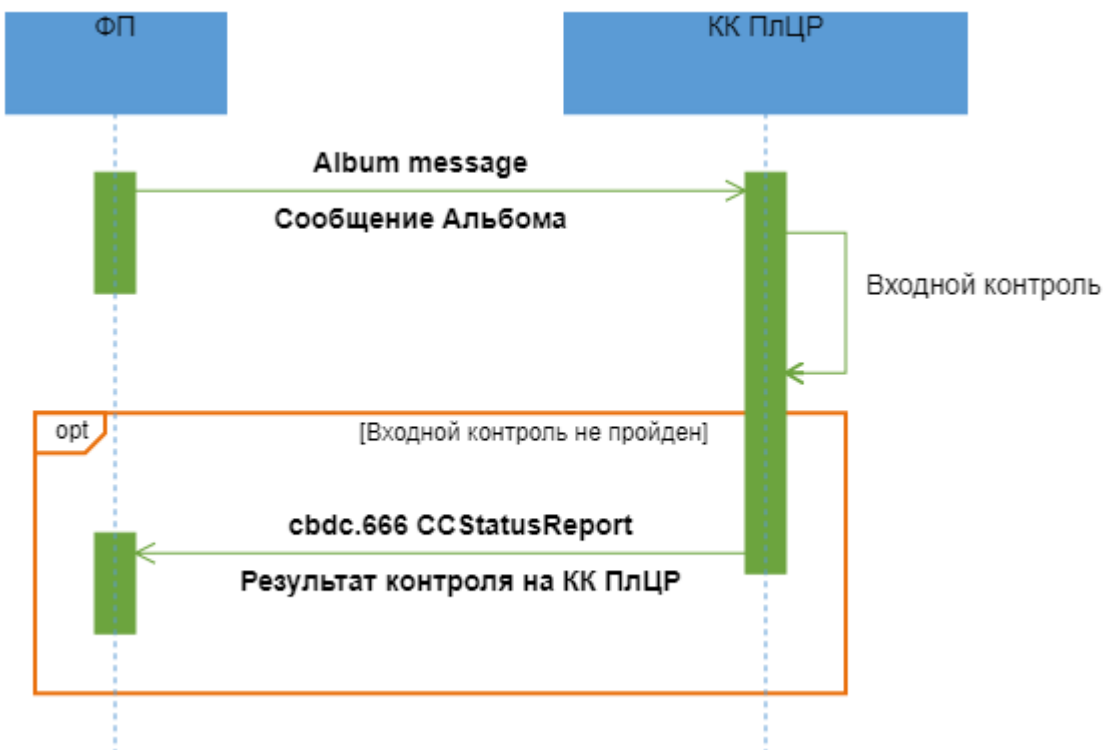 ФП
КК ПлЦР
Album message
Сообщение Альбома
Входной контроль
opt
[Входной контроль не пройден]
cbdc.666 CCStatusReport
Результат контроля на КК ПлЦР